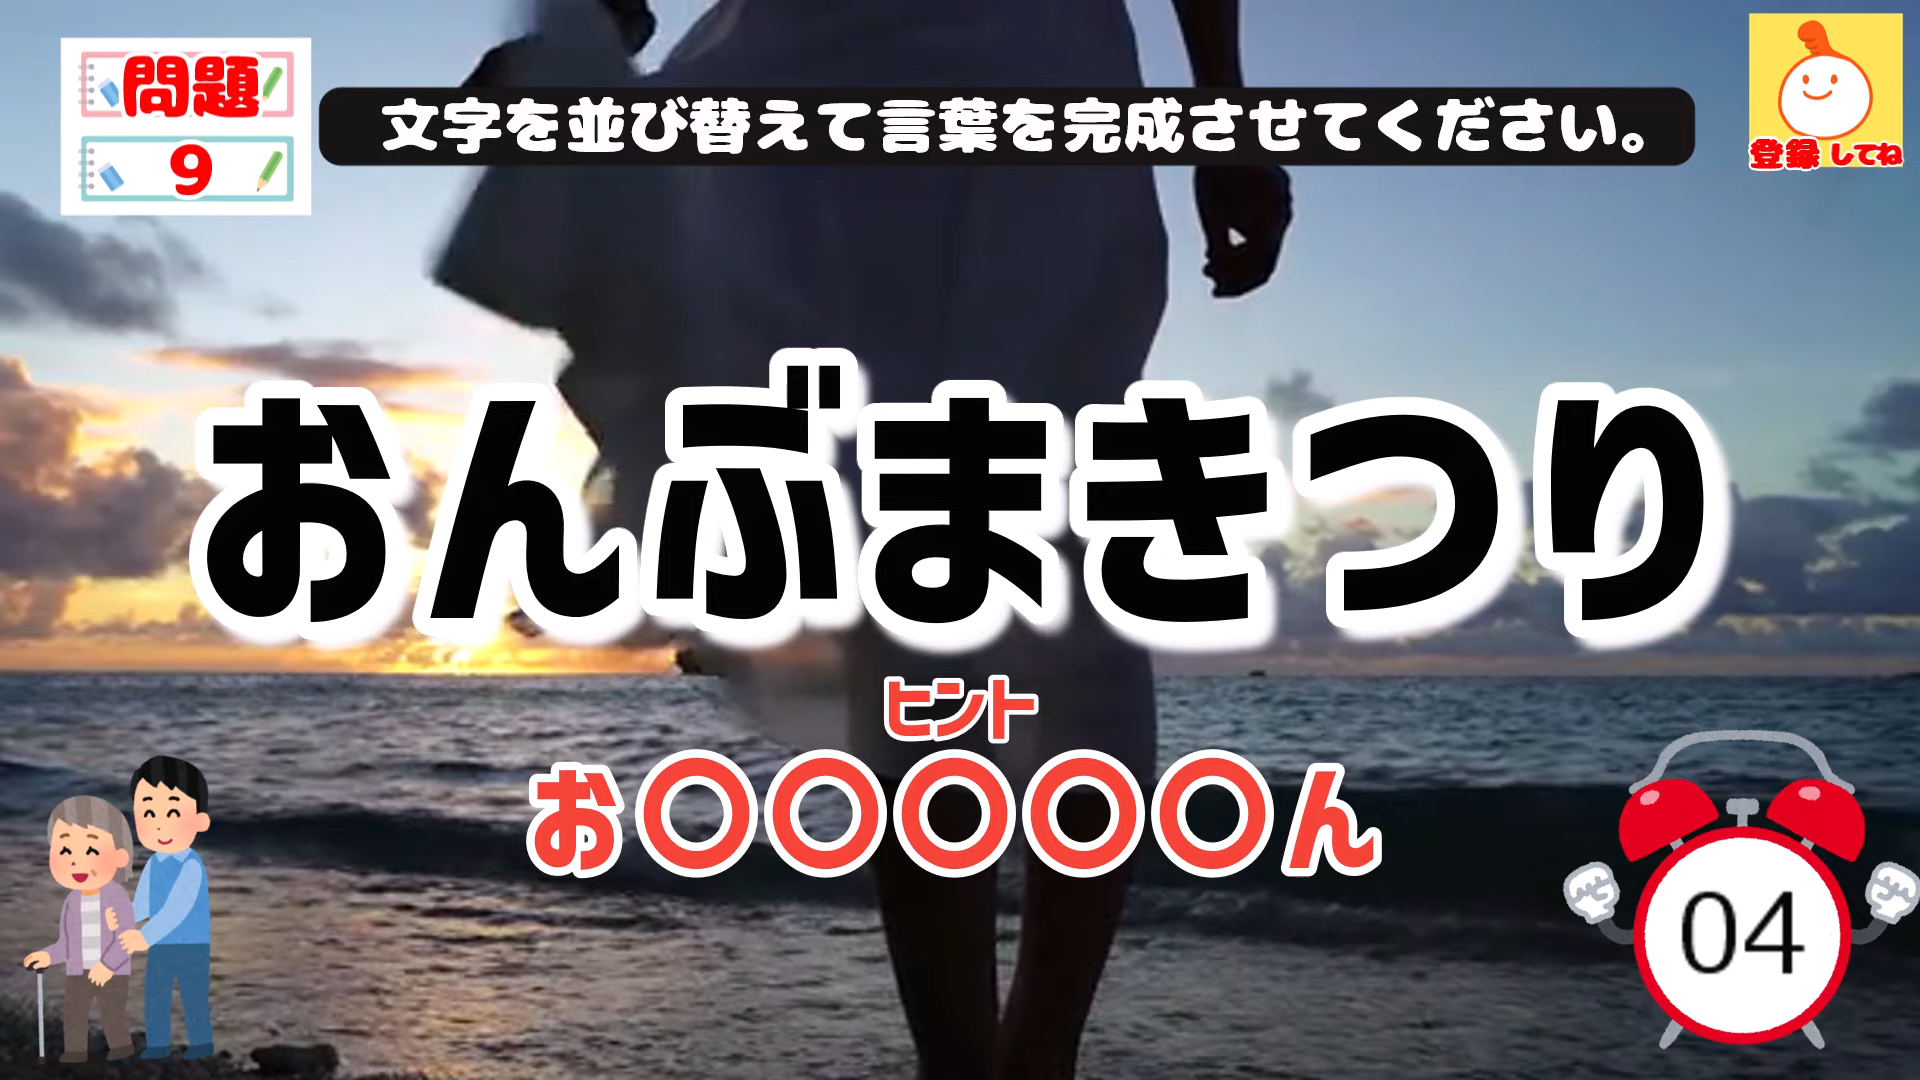 問題
9
文字を並び替えて言葉を完成させてください。
登録してね
おんぶまきつり
ヒント
お〇〇〇〇〇ん
04